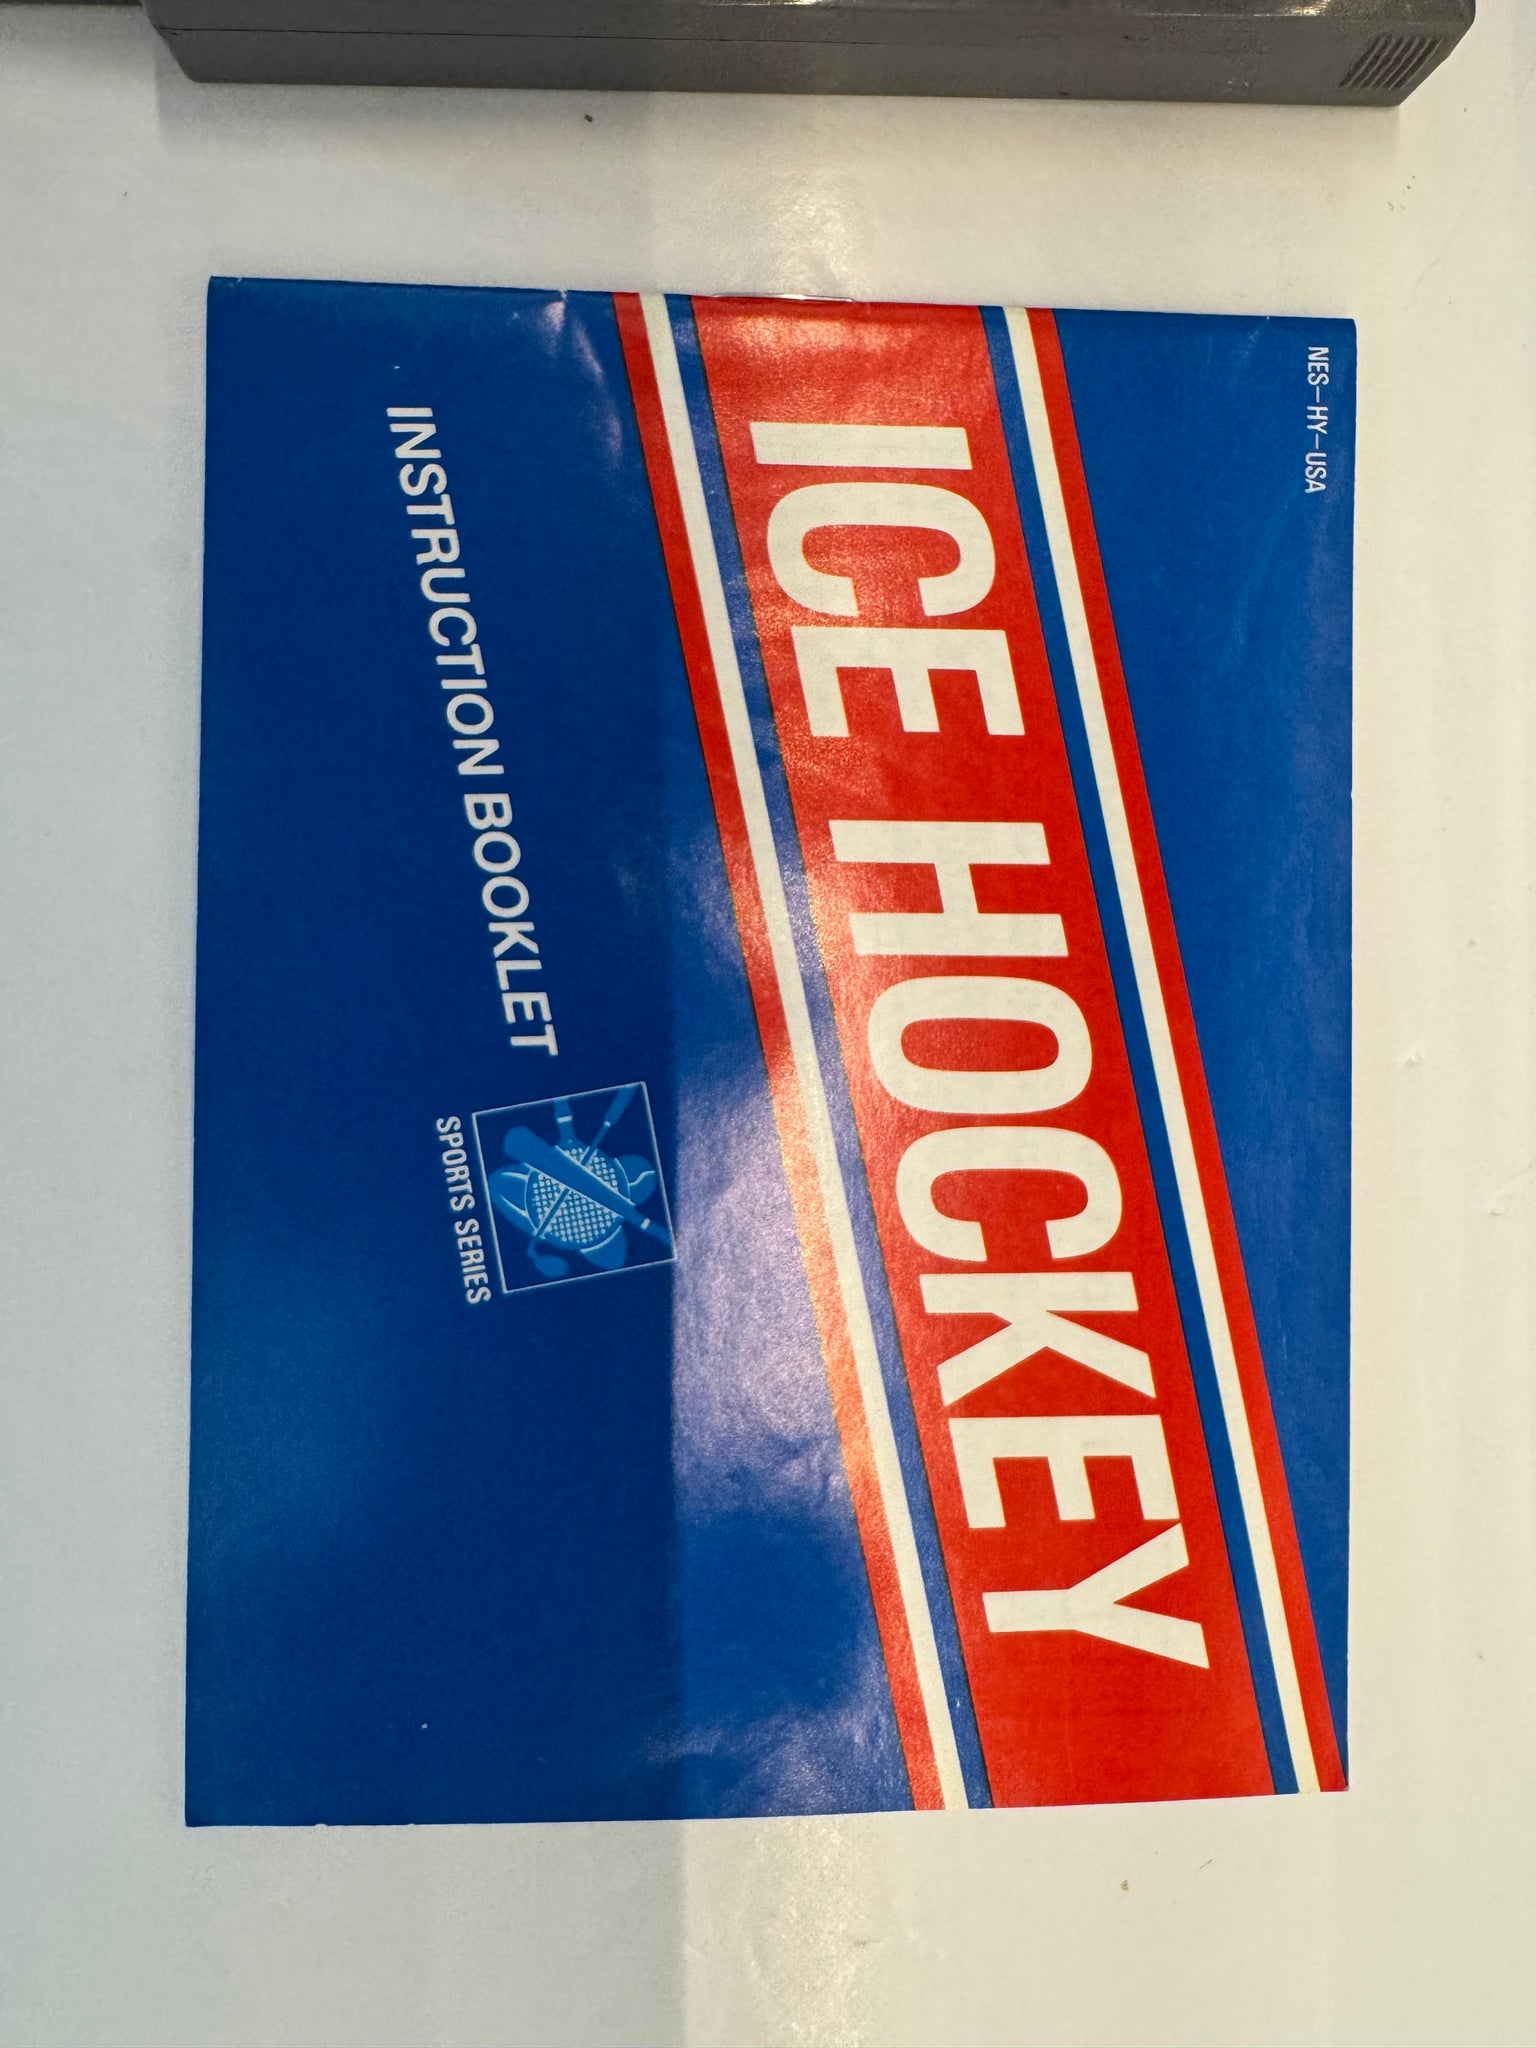 NES-HY-USA
ICE HOCKEY
INSTRUCTION BOOKLET
SPORTS SERIES